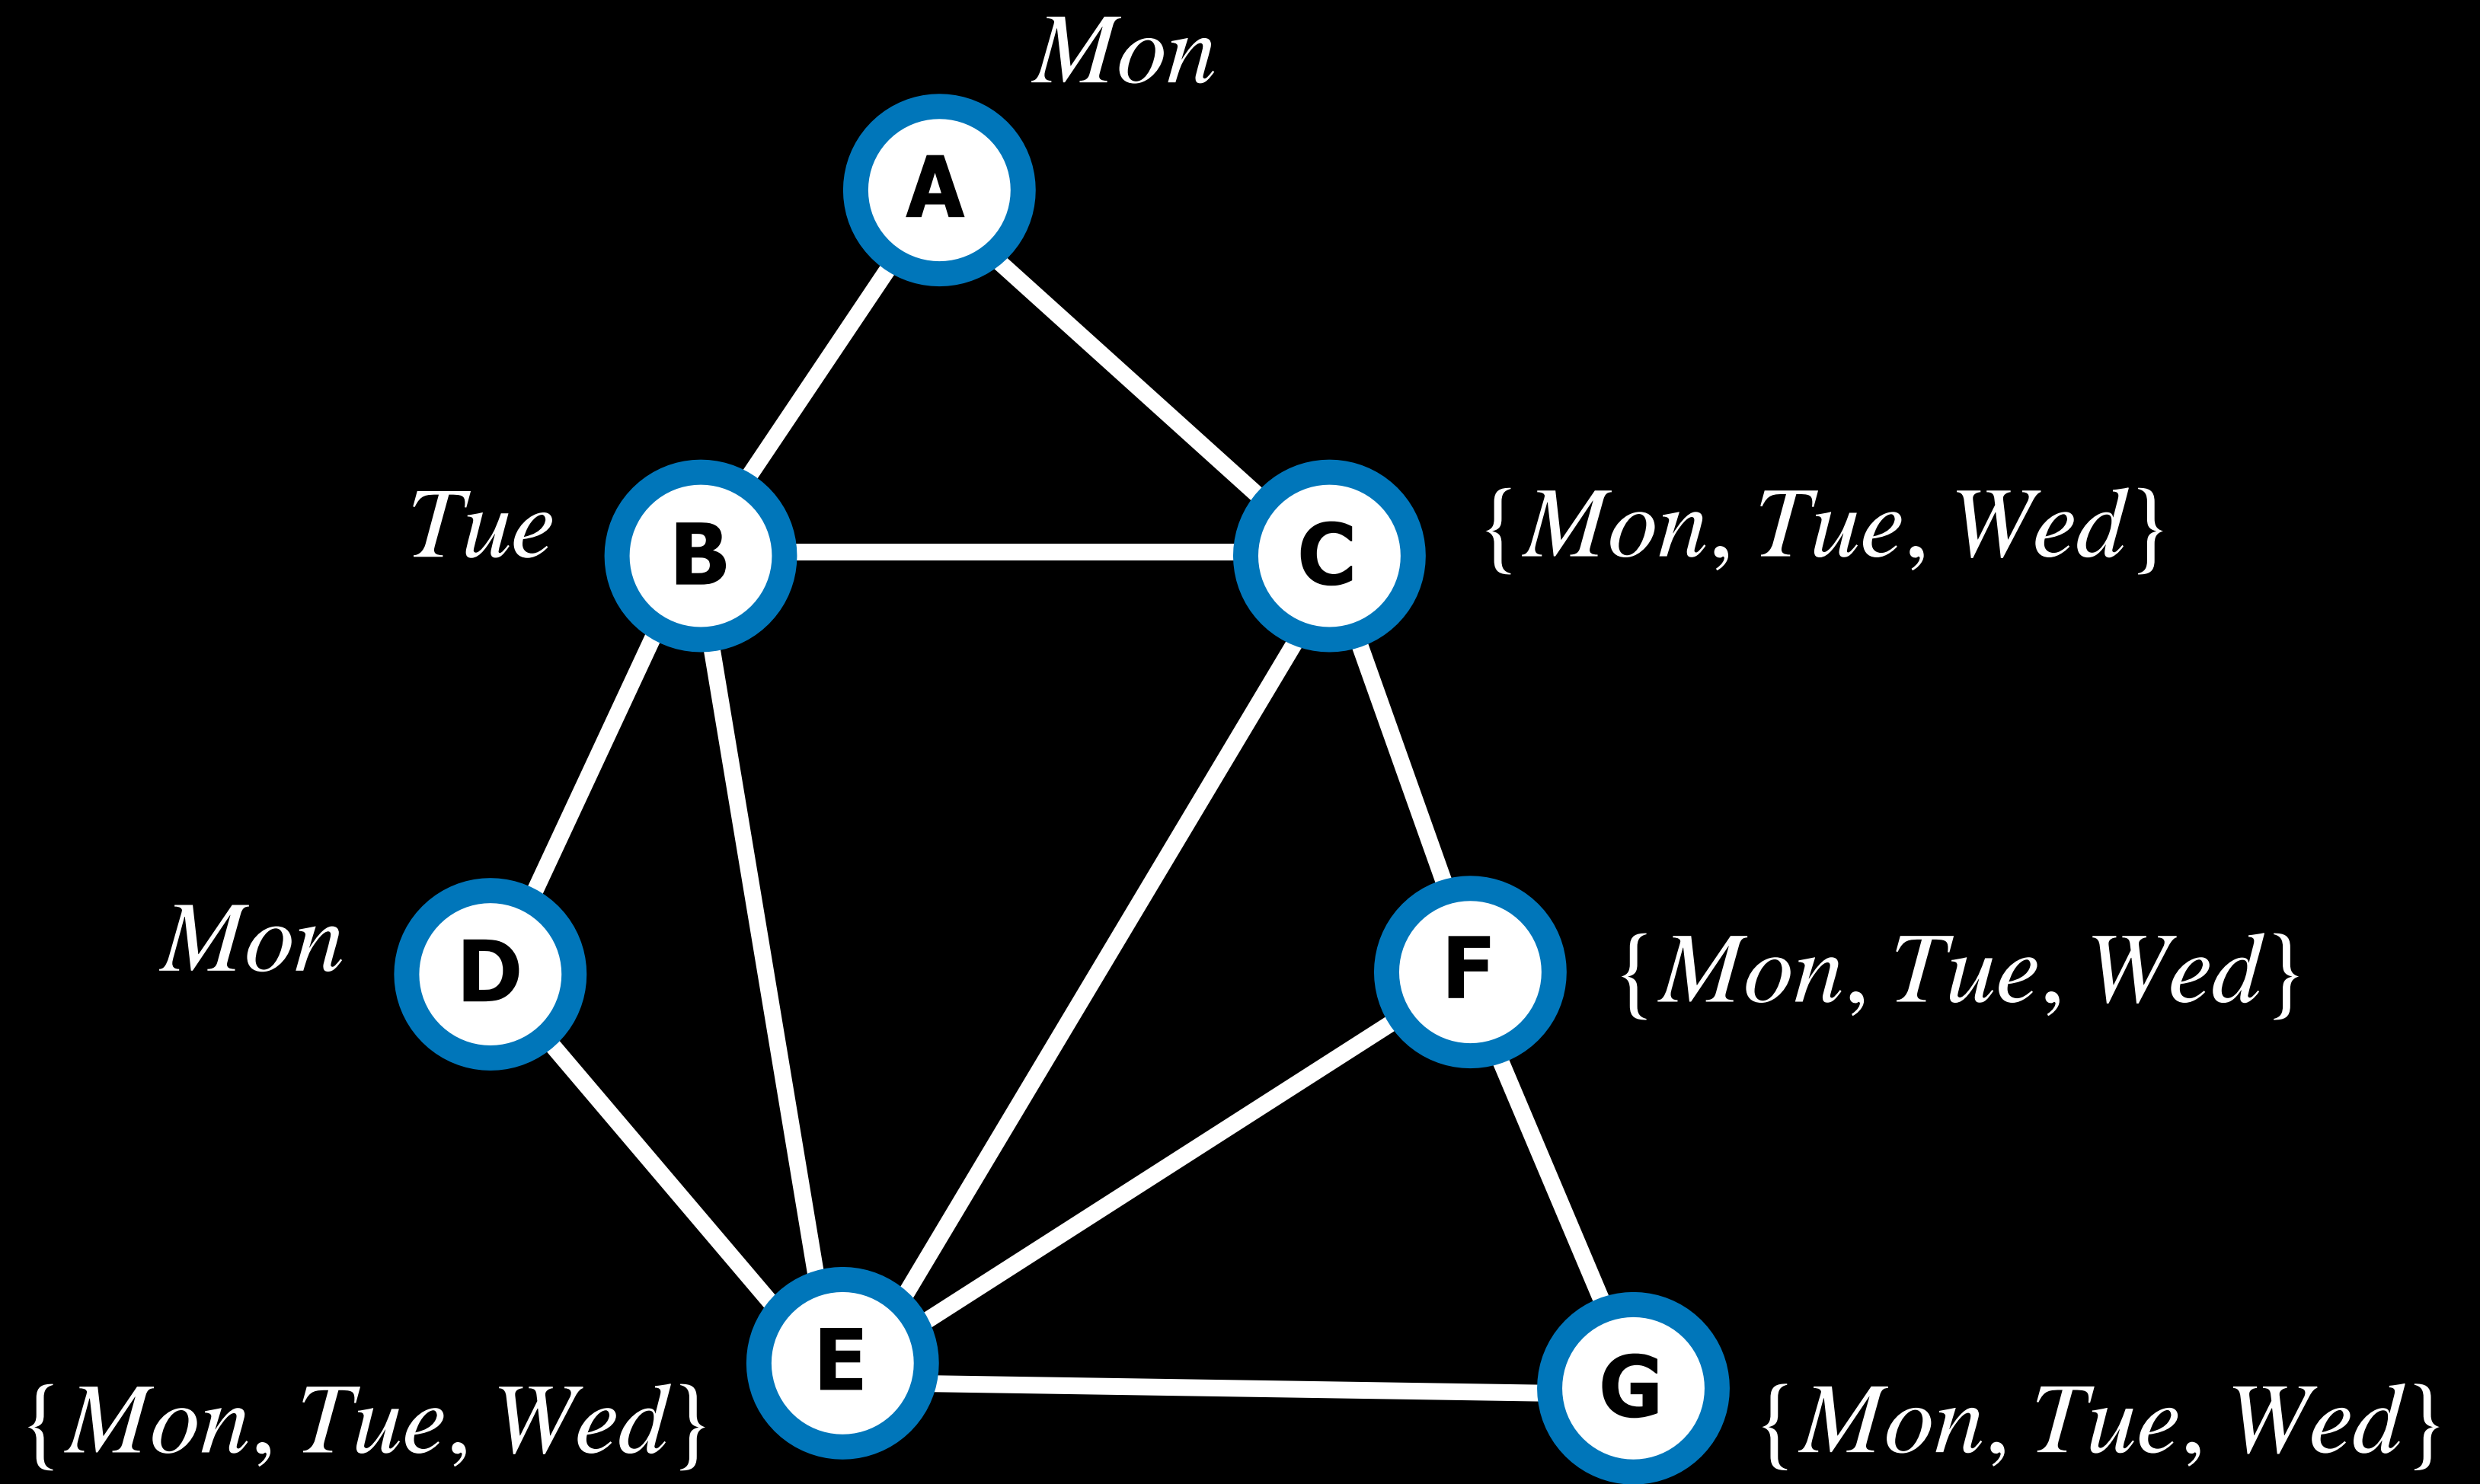 Mon
A
Tue
B
C
{Mon, Tue, Wed}
Mon
D
F
{Mon, Tue, Wed}
E
{Mon, Tue, Wed}
G
{Mon, Tue, Wed}